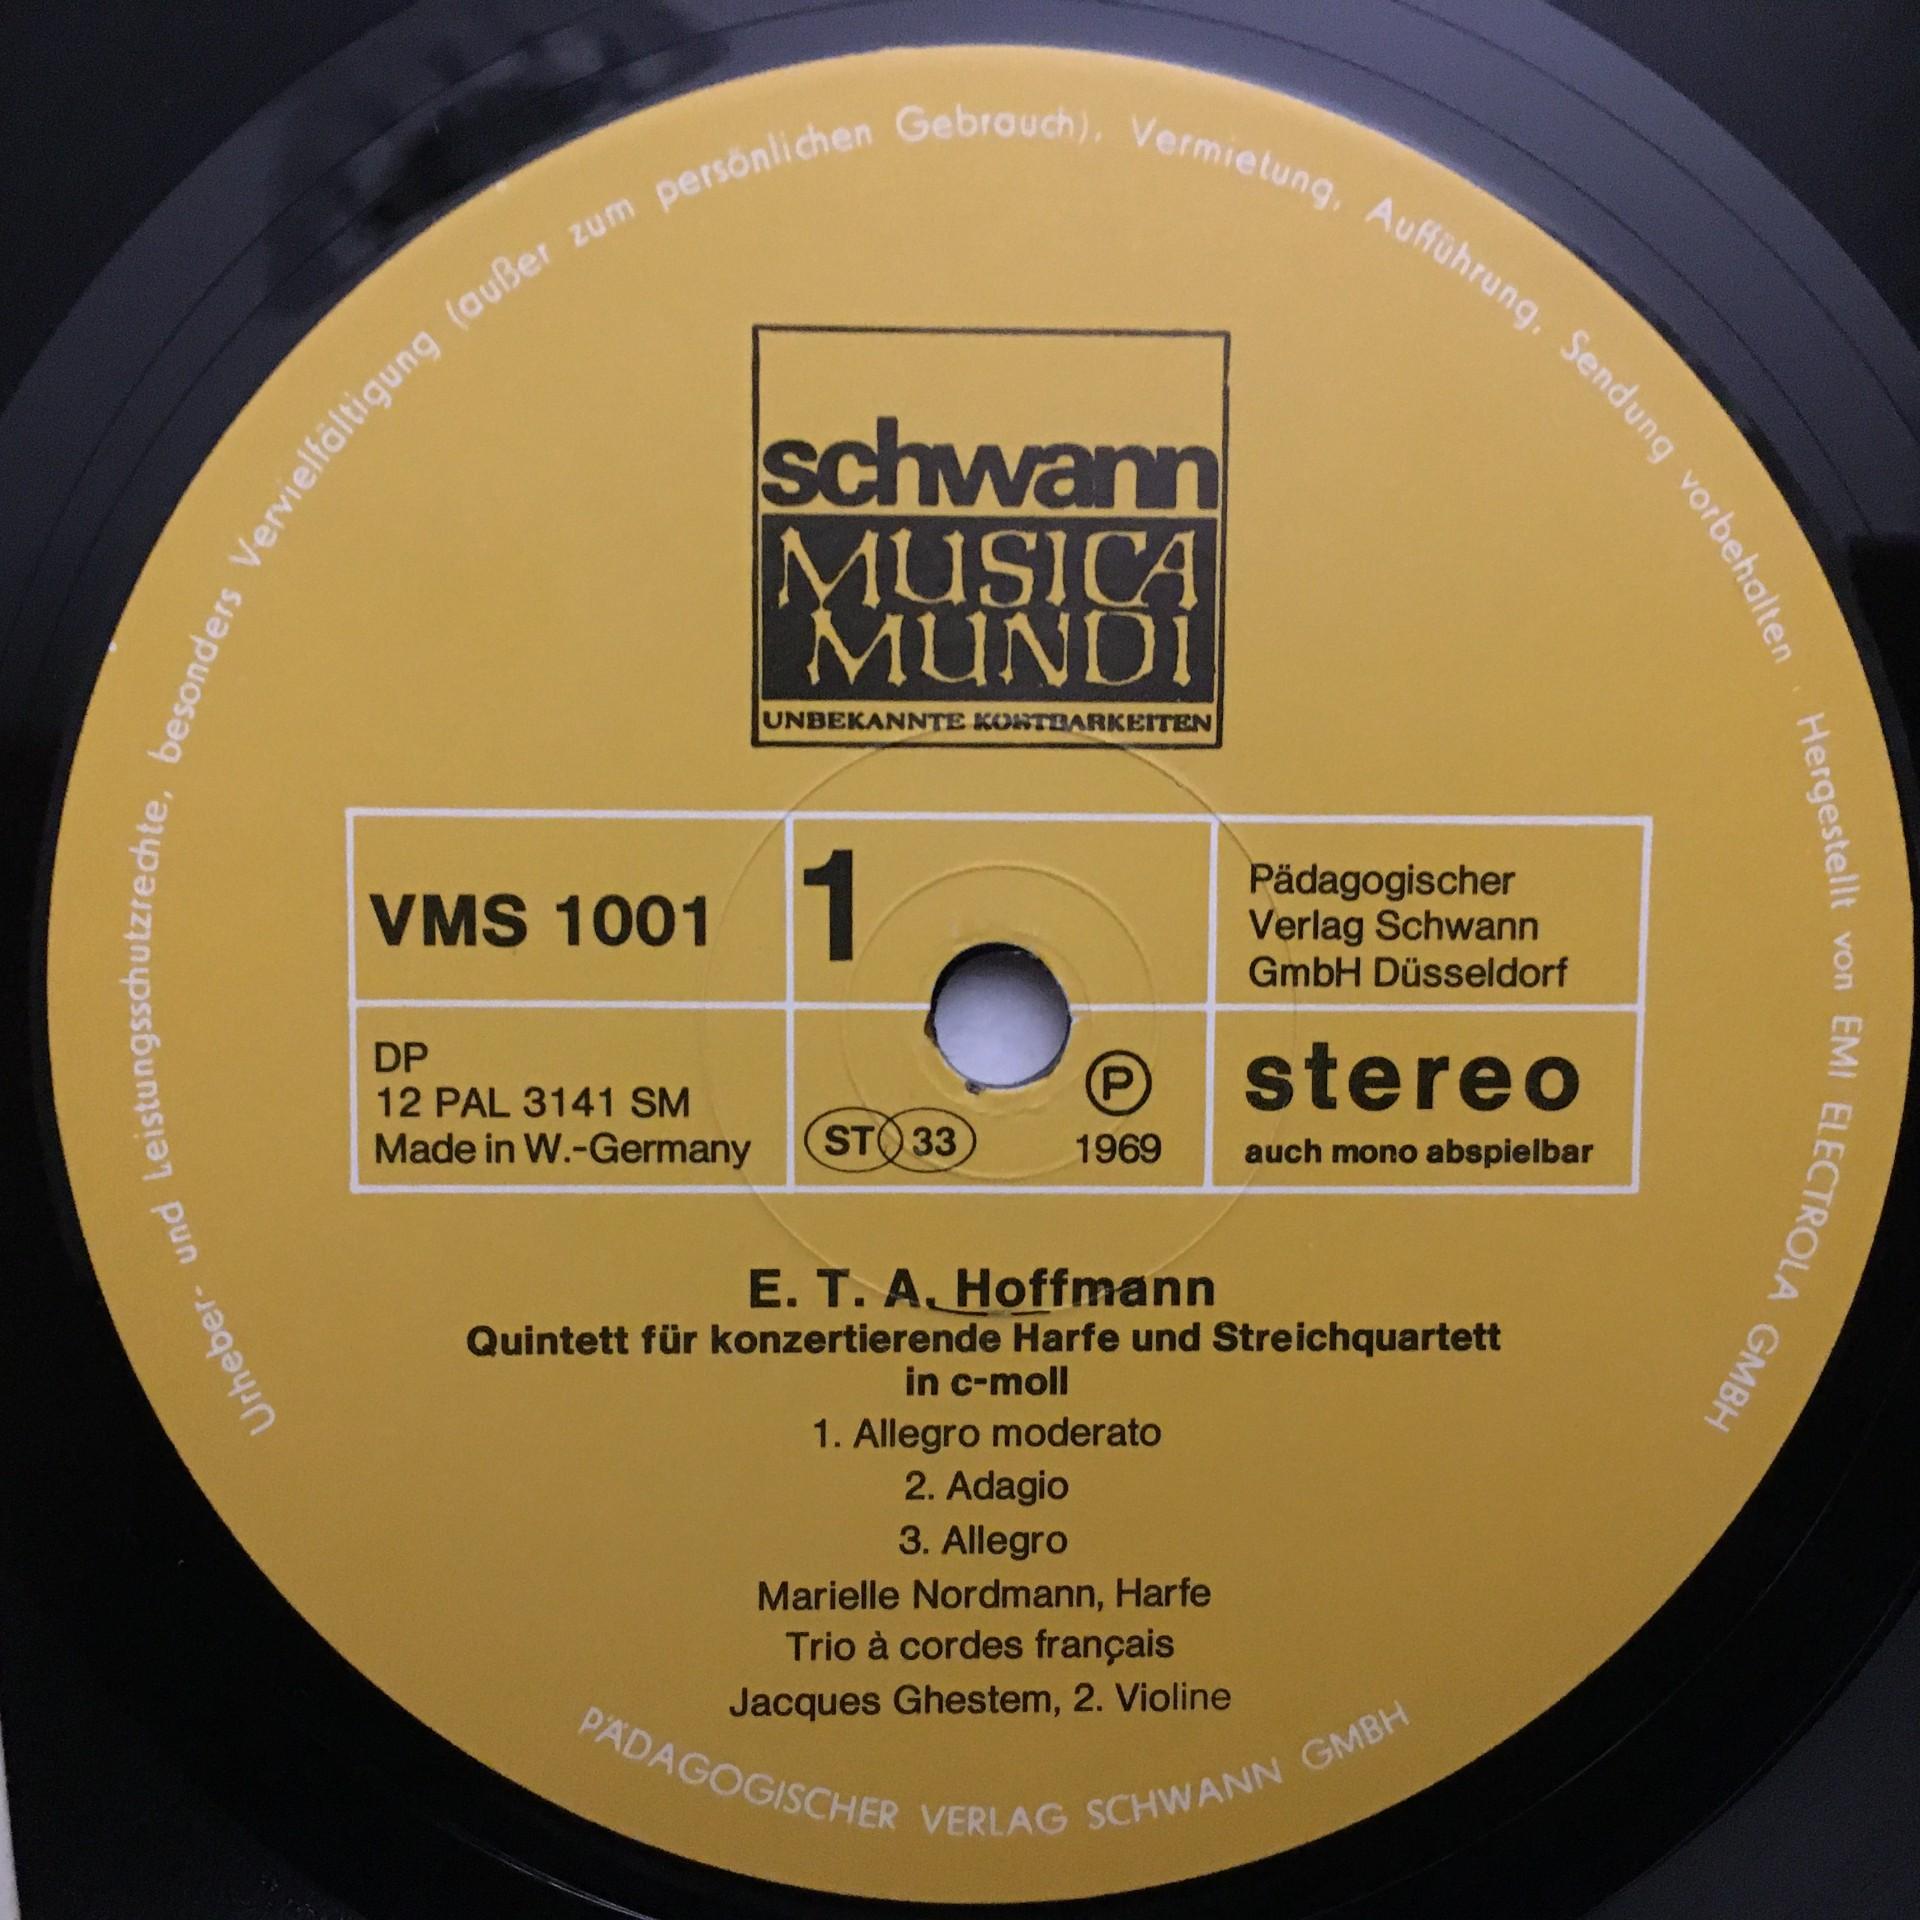 Urheber- und Leistungsschutzrechte, besonders Vervielfältigung (außer zum persönlichen Gebrauch), Vermietung, Aufführung, Sendung vorbehalten . Hergestellt von EMI ELECTROLA GMBH
schwann
MUSICA
MUNDI
UNBEKANNTE KOSTBARKEITEN
VMS 1001
1
Pädagogischer
Verlag Schwann
GmbH Düsseldorf
DP
12 PAL 3141 SM
Made in W.-Germany
ST 33
P
1969
stereo
auch mono abspielbar
E. T. A. Hoffmann
Quintett für konzertierende Harfe und Streichquartett
in c-moll
1. Allegro moderato
2. Adagio
3. Allegro
Marielle Nordmann, Harfe
Trio à cordes français
Jacques Ghestem, 2. Violine
PÄDAGOGISCHER VERLAG SCHWANN GMBH